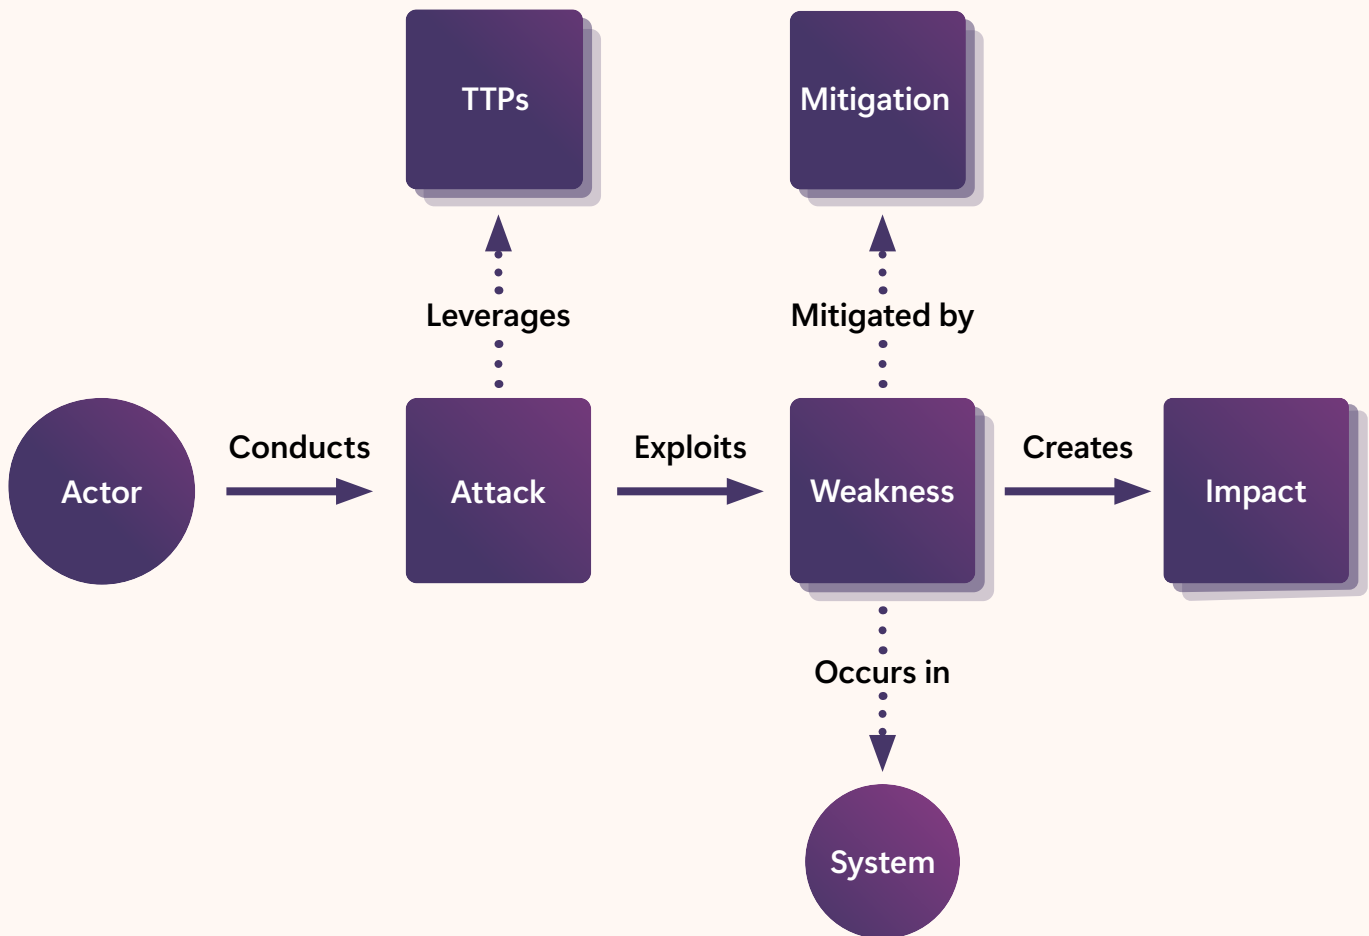 TTPs
Mitigation
Leverages
Mitigated by
Conducts
Exploits
Creates
Actor
Attack
Weakness
Impact
Occurs in
System